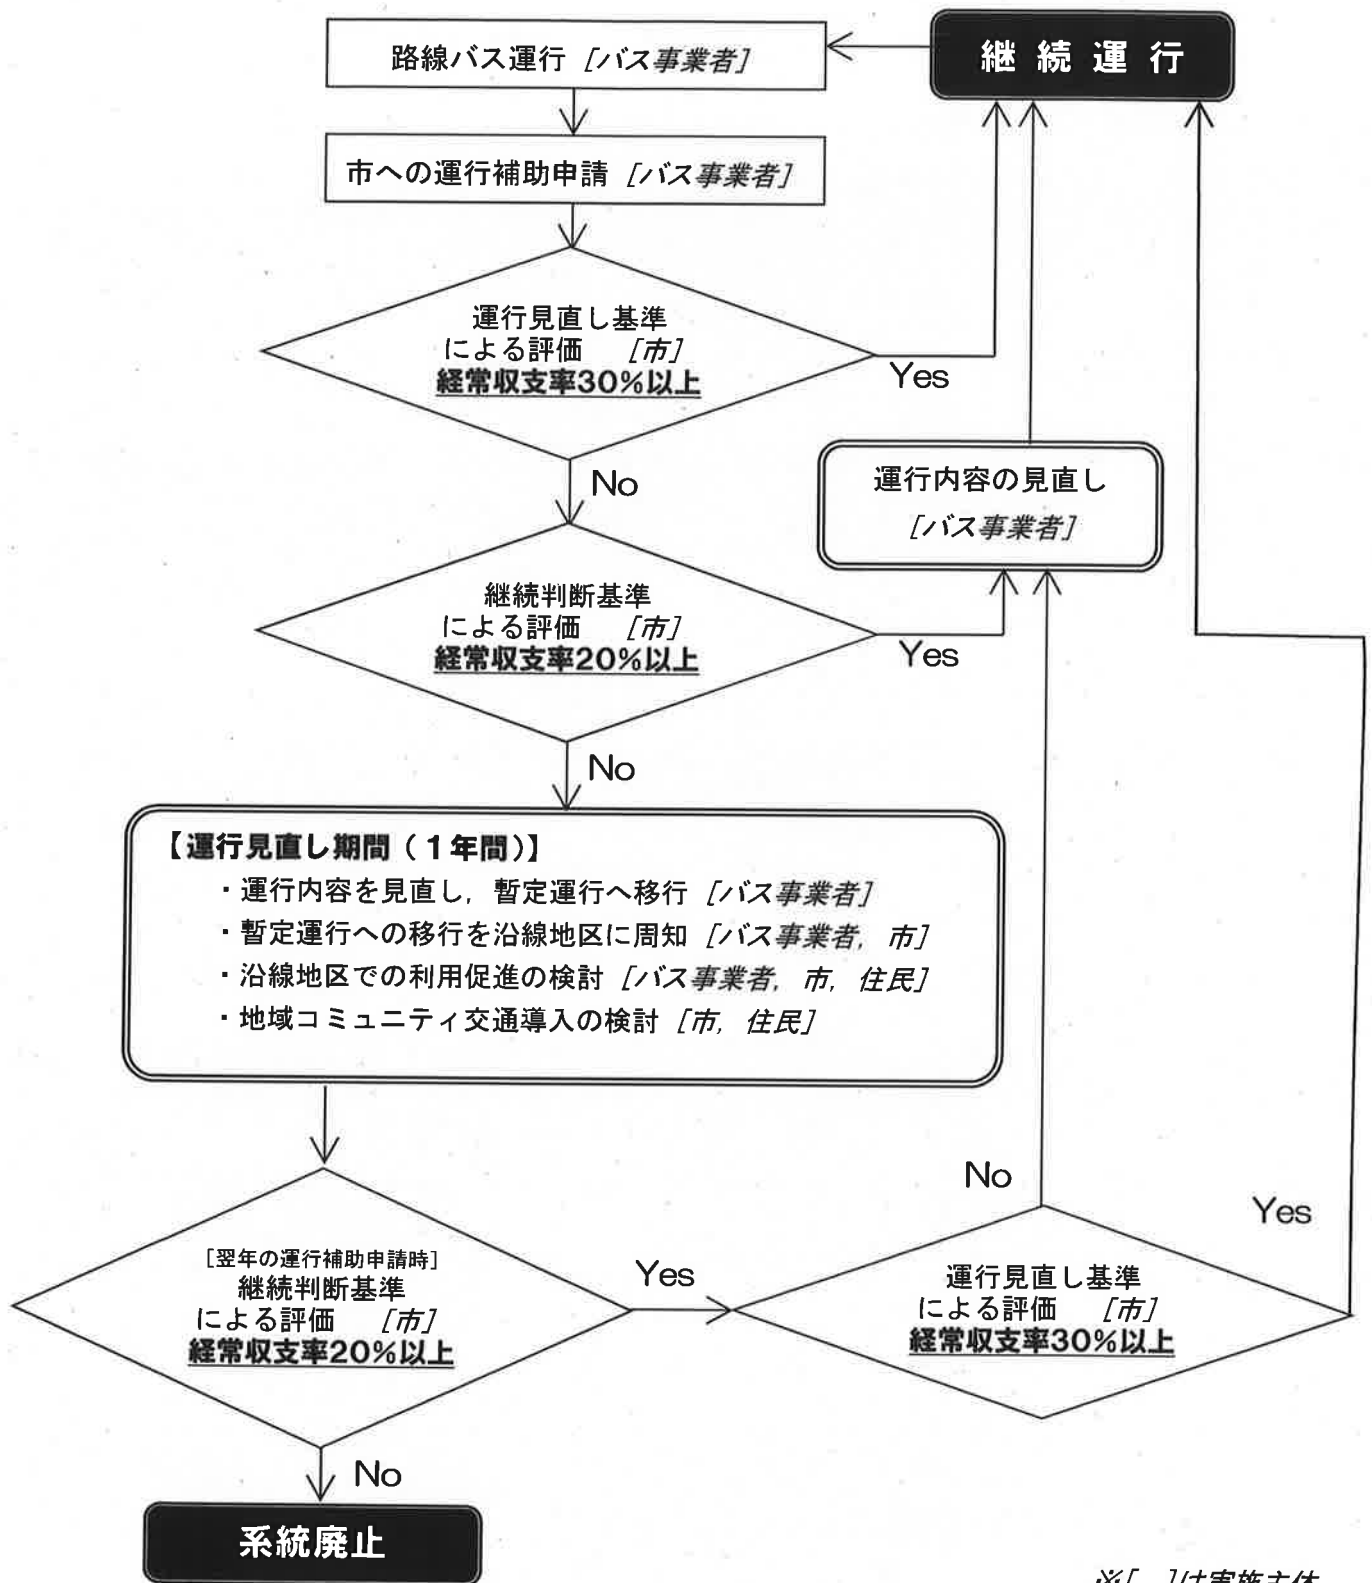 路線バス運行 [バス事業者]
継続運行
市への運行補助申請 [バス事業者]
運行見直し基準
による評価 [市]
経常収支率30%以上
Yes
No
運行内容の見直し
[バス事業者]
継続判断基準
による評価 [市]
経常収支率20%以上
Yes
No
【運行見直し期間(1年間)】
・運行内容を見直し,暫定運行へ移行 [バス事業者]
・暫定運行への移行を沿線地区に周知 [バス事業者,市]
・沿線地区での利用促進の検討 [バス事業者,市,住民]
・地域コミュニティ交通導入の検討 [市,住民]
[翌年の運行補助申請時]
継続判断基準
による評価 [市]
経常収支率20%以上
Yes
No
運行見直し基準
による評価 [市]
経常収支率30%以上
Yes
No
系統廃止
※[ ]は実施主体